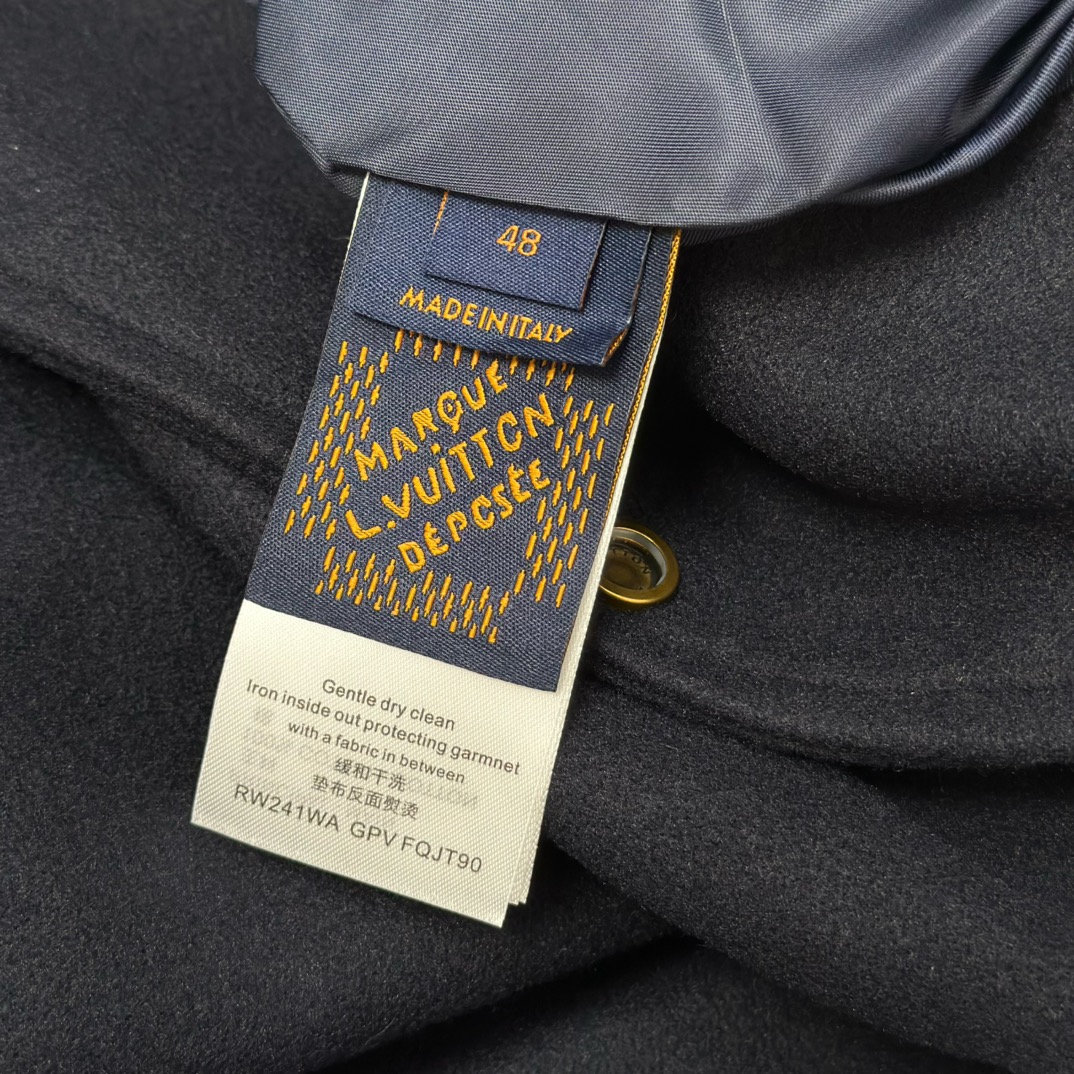 48
MADE IN ITALY
MARQUE
L.VUITTON
DÉPOSÉE
Gentle dry clean
Iron inside out protecting garmnet
with a fabric in between
缓和干洗
垫布反面熨烫
RW241WA GPV FQJT90